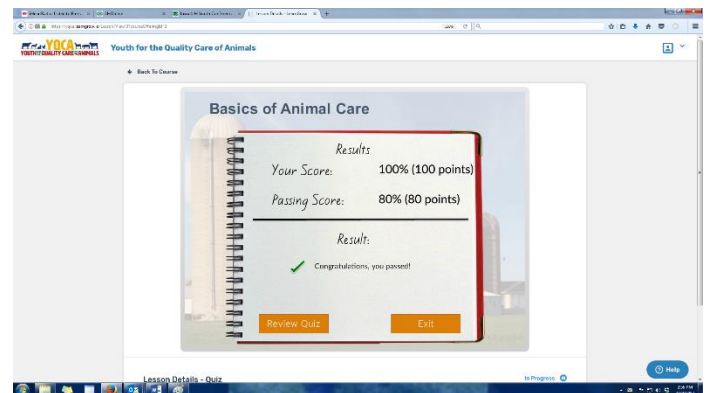 YQCA
YOUTH FOR THE QUALITY CARE OF ANIMALS
Youth for the Quality Care of Animals
Back To Course
Basics of Animal Care
Results
Your Score: 100% (100 points)
Passing Score: 80% (80 points)
Result:
Congratulations, you passed!
Review Quiz Exit
Lesson Details - Quiz In Progress
Help